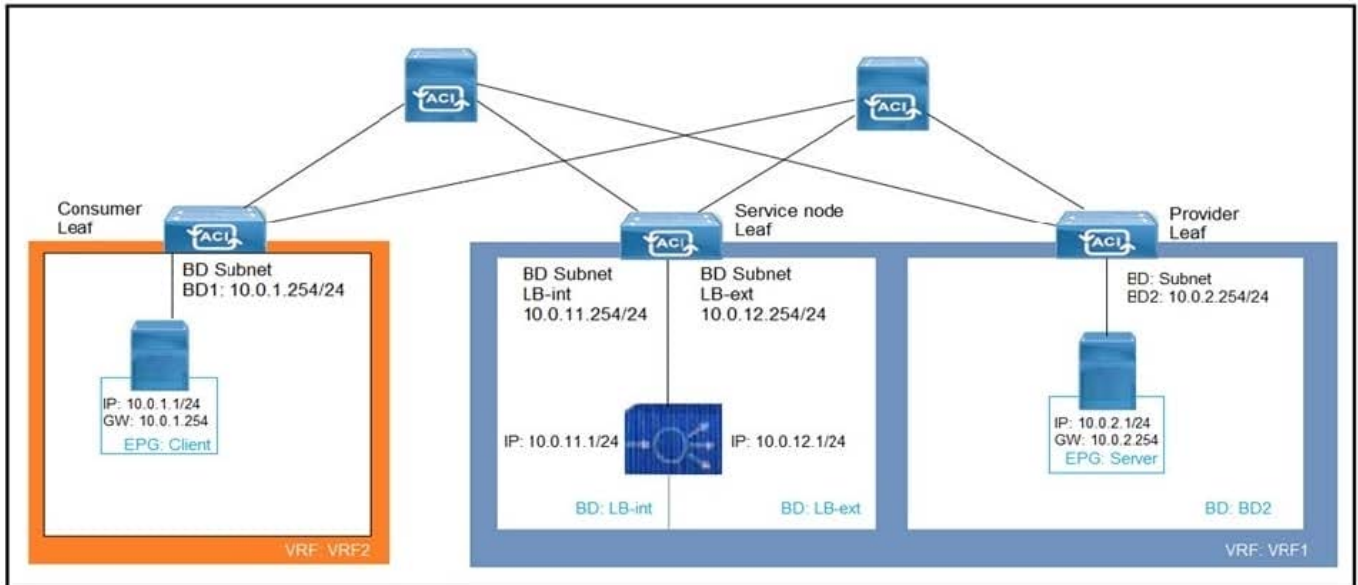 ACI
ACI
Consumer
Leaf
ACI
BD Subnet
BD1: 10.0.1.254/24
IP: 10.0.1.1/24
GW: 10.0.1.254
EPG: Client
VRF: VRF2
Service node
Leaf
ACI
BD Subnet
LB-int
10.0.11.254/24
BD Subnet
LB-ext
10.0.12.254/24
IP: 10.0.11.1/24
IP: 10.0.12.1/24
BD: LB-int
BD: LB-ext
Provider
Leaf
ACI
BD: Subnet
BD2: 10.0.2.254/24
IP: 10.0.2.1/24
GW: 10.0.2.254
EPG: Server
BD: BD2
VRF: VRF1